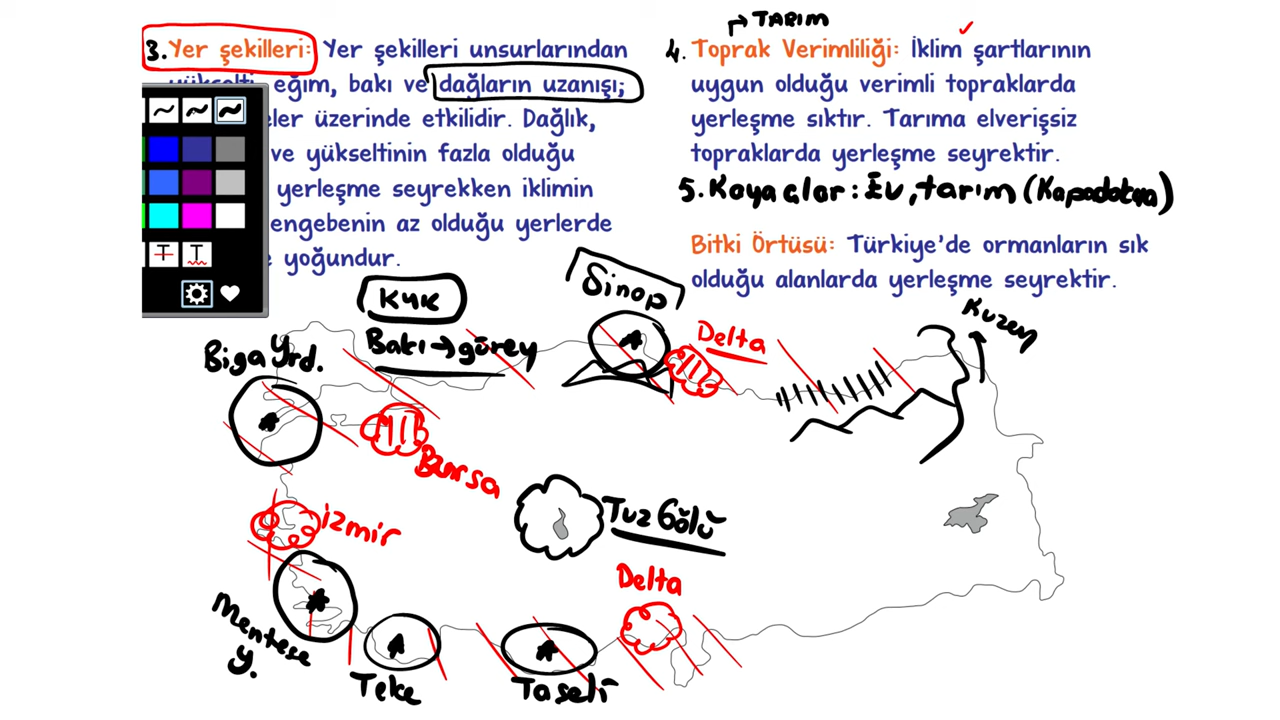 3. Yer şekilleri: Yer şekilleri unsurlarından
eğim, bakı ve dağların uzanışı;
eler üzerinde etkilidir. Dağlık,
ve yükseltinin fazla olduğu
yerleşme seyrekken iklimin
engebenin az olduğu yerlerde
e yoğundur.
TARIM
4. Toprak Verimliliği: İklim şartlarının
uygun olduğu verimli topraklarda
yerleşme sıktır. Tarıma elverişsiz
topraklarda yerleşme seyrektir.
5. Kayaçlar: Ev, tarım (Kapadokya)
Bitki Örtüsü: Türkiye'de ormanların sık
olduğu alanlarda yerleşme seyrektir.
KYK
Bakı → güney
Sinop
Delta
Kuzey
Biga Yrd.
Bursa
İzmir
Tuz Gölü
Delta
Menteşe
Y.
Teke
Taşeli